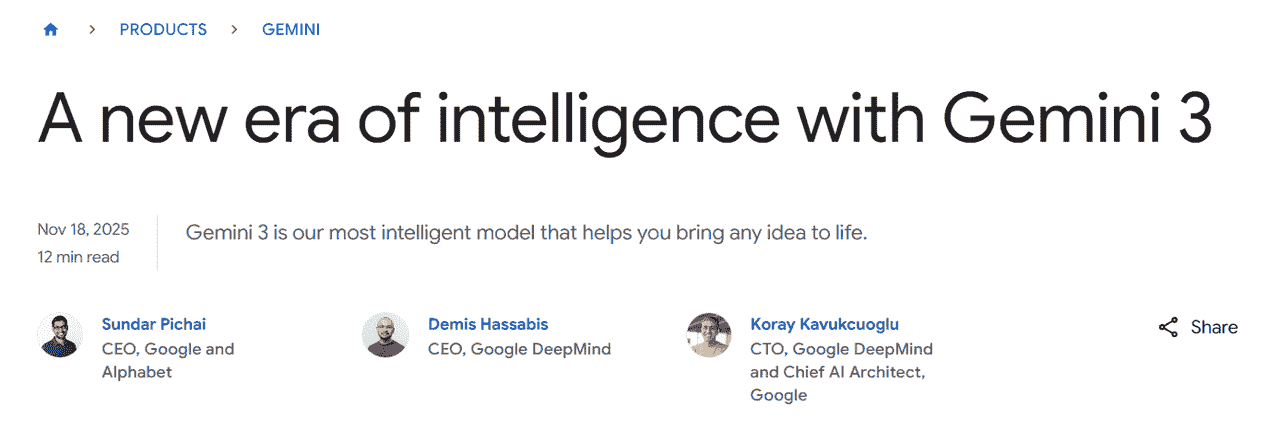 PRODUCTS > GEMINI
A new era of intelligence with Gemini 3
Nov 18, 2025
12 min read
Gemini 3 is our most intelligent model that helps you bring any idea to life.
Sundar Pichai
CEO, Google and
Alphabet
Demis Hassabis
CEO, Google DeepMind
Koray Kavukcuoglu
CTO, Google DeepMind
and Chief AI Architect,
Google
Share